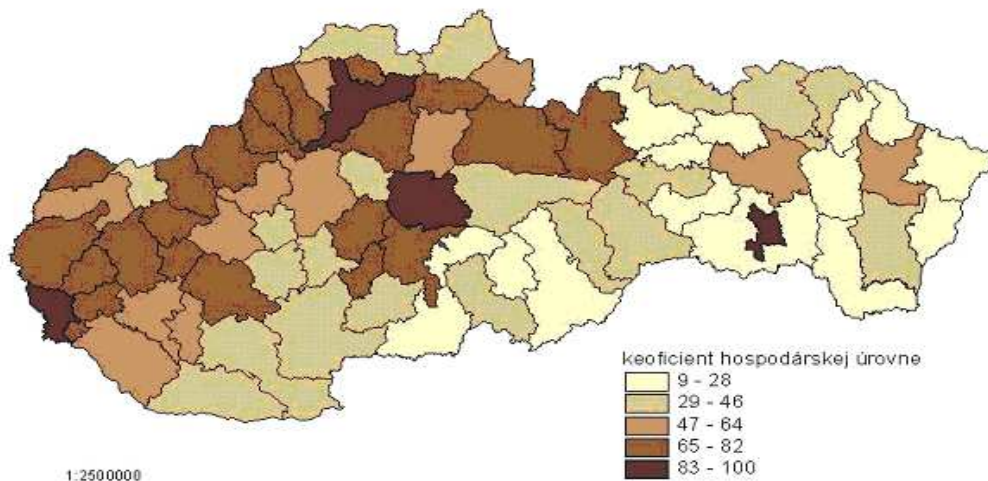 keoficient hospodárskej úrovne
9 - 28
29 - 46
47 - 64
65 - 82
83 - 100
1:2500000